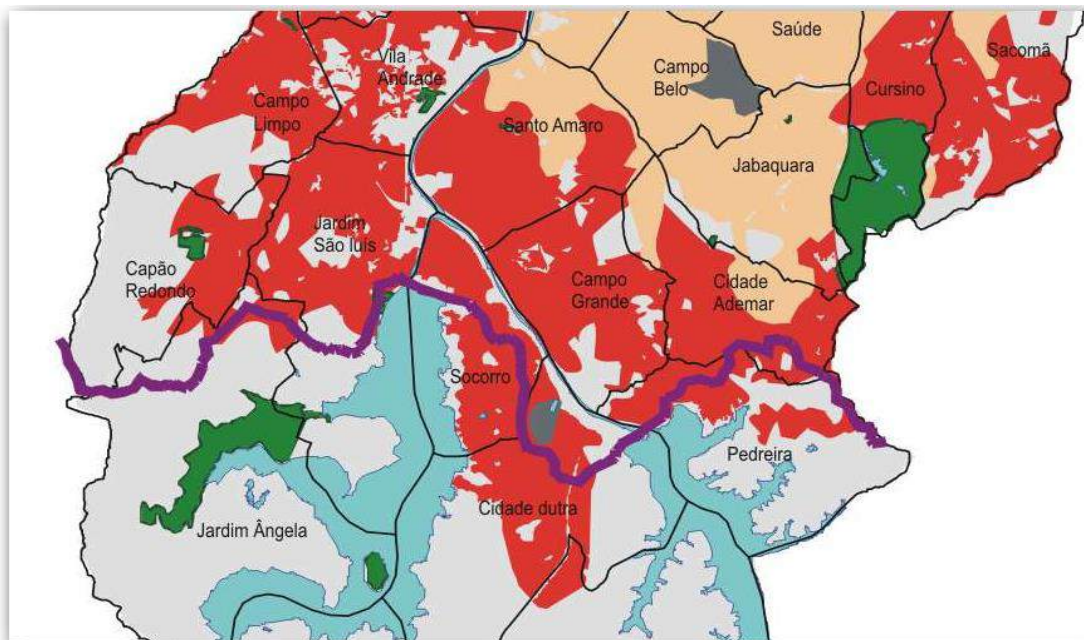 Saúde
Vila
Andrade
Sacomã
Campo
Belo
Cursino
Campo
Limpo
Santo Amaro
Jabaquara
Jardim
São luis
Capão
Redondo
Campo
Grande
Cidade
Ademar
Socorro
Pedreira
Cidade dutra
Jardim Ângela